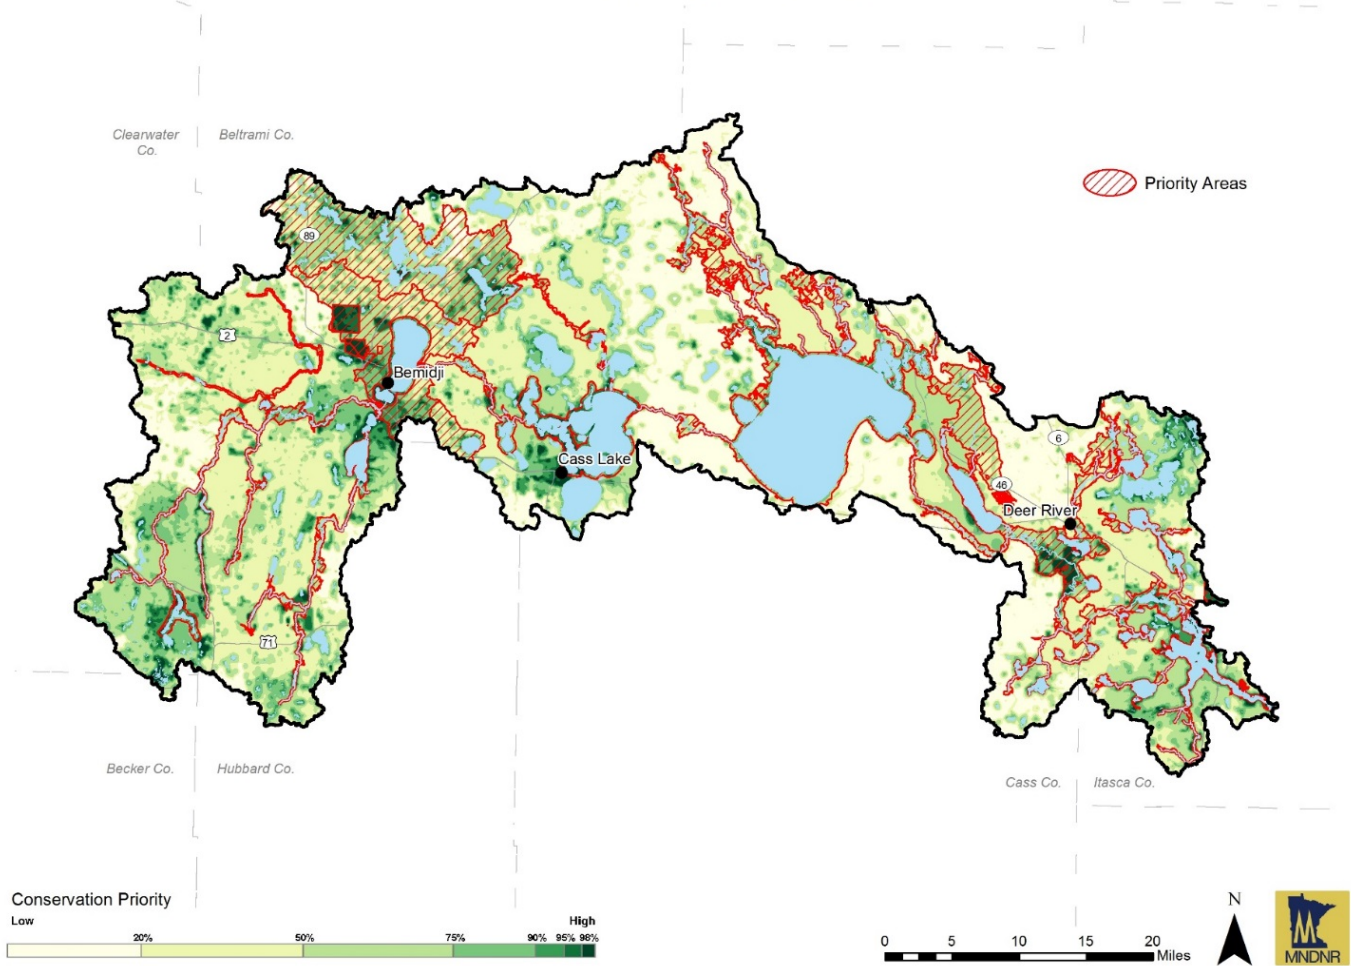 Clearwater
Co.
Beltrami Co.
Priority Areas
89
2
Bemidji
Cass Lake
6
46
Deer River
71
Becker Co.
Hubbard Co.
Cass Co.
Itasca Co.
Conservation Priority
Low
High
20%
50%
75%
90%
95%
98%
0
5
10
15
20
Miles
N
M
MNDNR